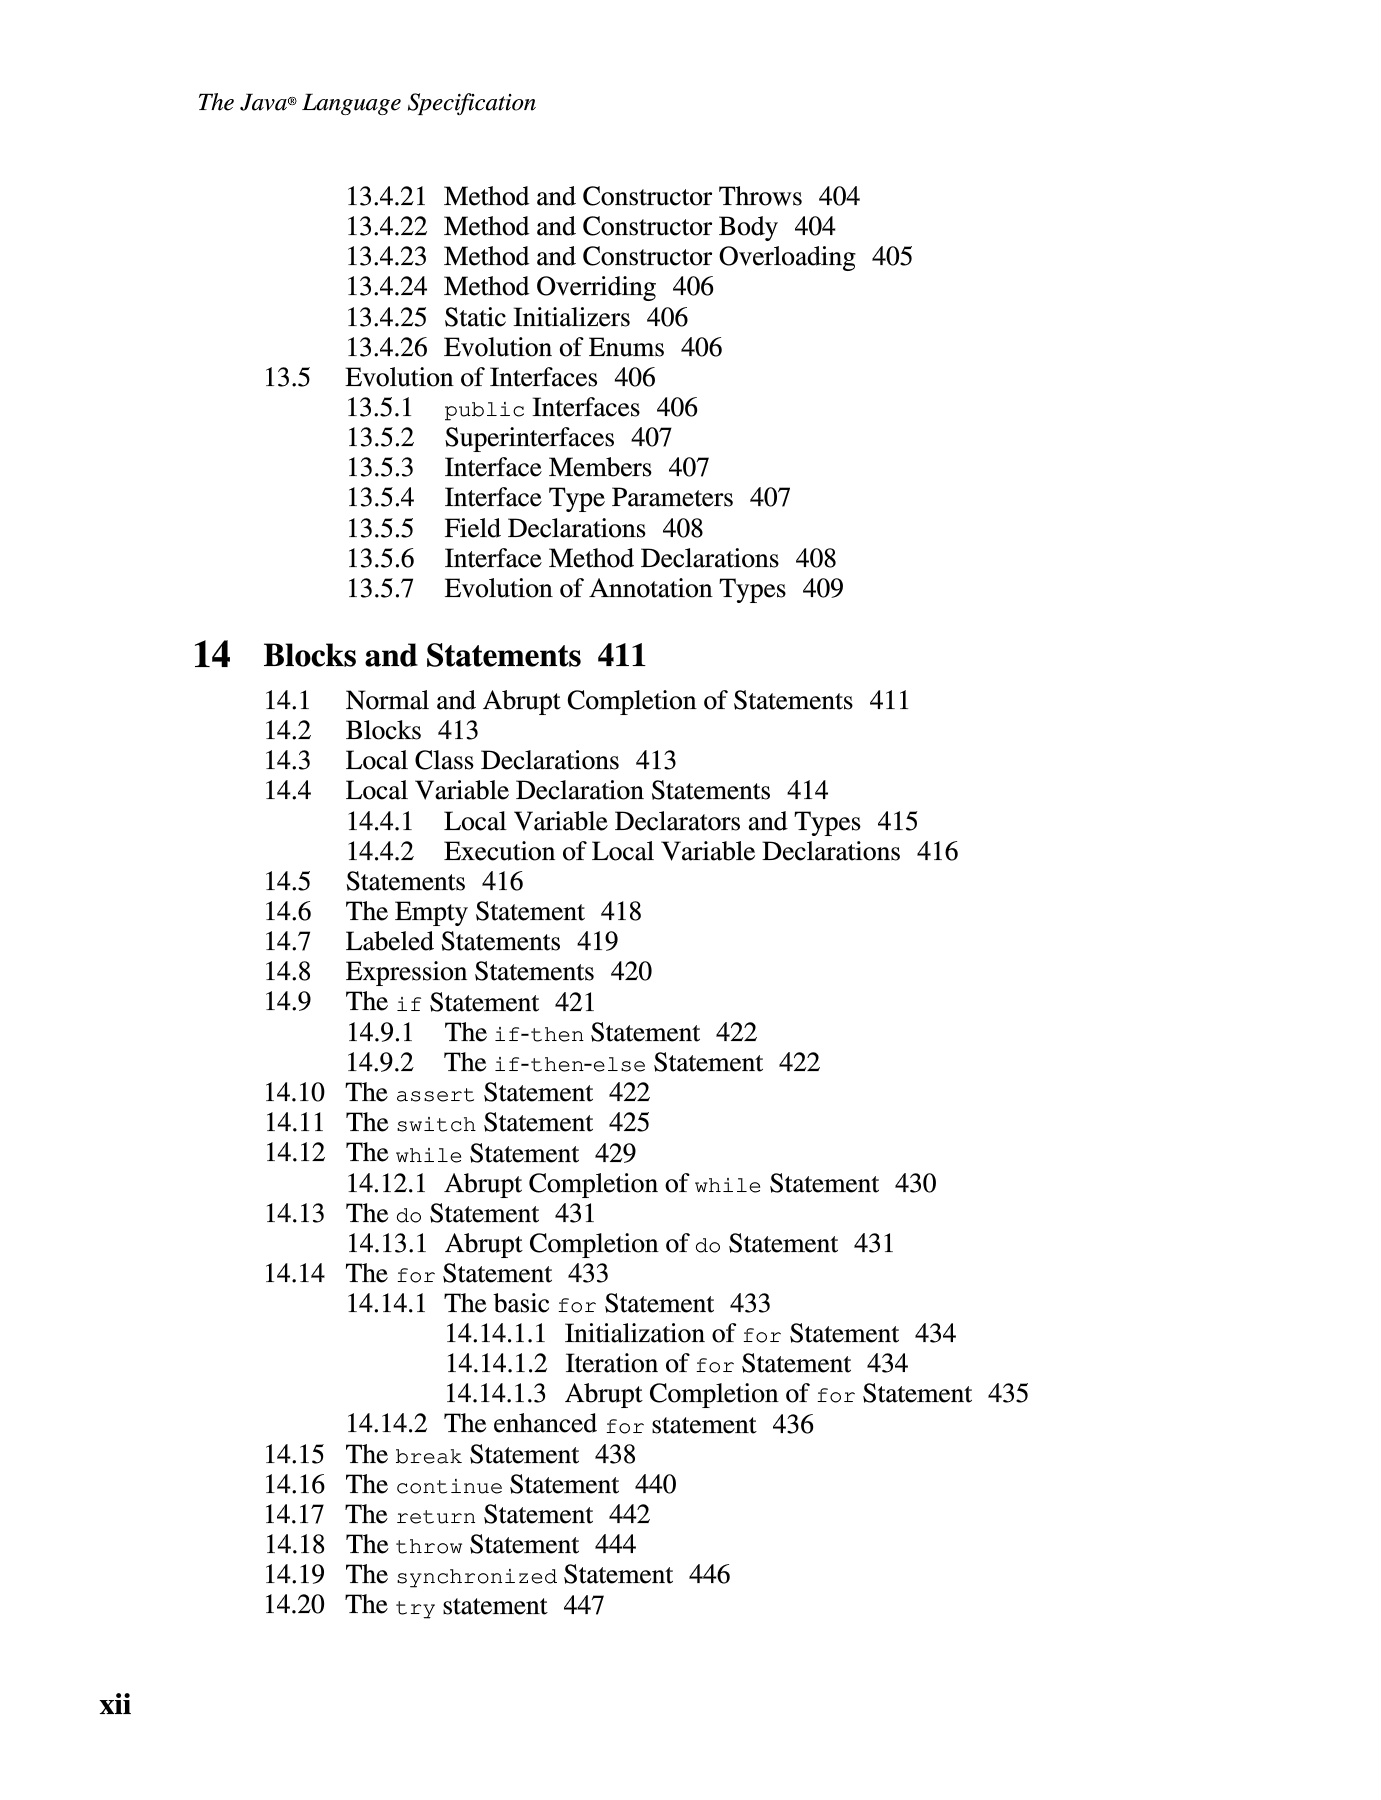 The Java® Language Specification
13.4.21 Method and Constructor Throws 404
13.4.22 Method and Constructor Body 404
13.4.23 Method and Constructor Overloading 405
13.4.24 Method Overriding 406
13.4.25 Static Initializers 406
13.4.26 Evolution of Enums 406
13.5 Evolution of Interfaces 406
13.5.1 public Interfaces 406
13.5.2 Superinterfaces 407
13.5.3 Interface Members 407
13.5.4 Interface Type Parameters 407
13.5.5 Field Declarations 408
13.5.6 Interface Method Declarations 408
13.5.7 Evolution of Annotation Types 409
14 Blocks and Statements 411
14.1 Normal and Abrupt Completion of Statements 411
14.2 Blocks 413
14.3 Local Class Declarations 413
14.4 Local Variable Declaration Statements 414
14.4.1 Local Variable Declarators and Types 415
14.4.2 Execution of Local Variable Declarations 416
14.5 Statements 416
14.6 The Empty Statement 418
14.7 Labeled Statements 419
14.8 Expression Statements 420
14.9 The if Statement 421
14.9.1 The if-then Statement 422
14.9.2 The if-then-else Statement 422
14.10 The assert Statement 422
14.11 The switch Statement 425
14.12 The while Statement 429
14.12.1 Abrupt Completion of while Statement 430
14.13 The do Statement 431
14.13.1 Abrupt Completion of do Statement 431
14.14 The for Statement 433
14.14.1 The basic for Statement 433
14.14.1.1 Initialization of for Statement 434
14.14.1.2 Iteration of for Statement 434
14.14.1.3 Abrupt Completion of for Statement 435
14.14.2 The enhanced for statement 436
14.15 The break Statement 438
14.16 The continue Statement 440
14.17 The return Statement 442
14.18 The throw Statement 444
14.19 The synchronized Statement 446
14.20 The try statement 447
xii